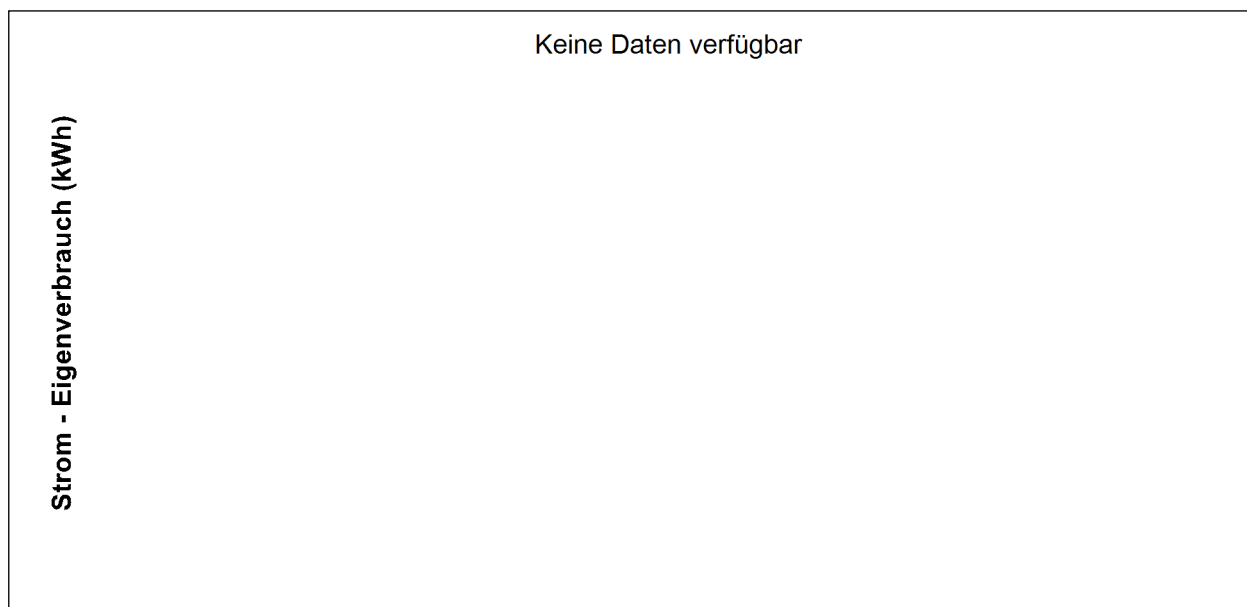 Keine Daten verfügbar
Strom - Eigenverbrauch (kWh)